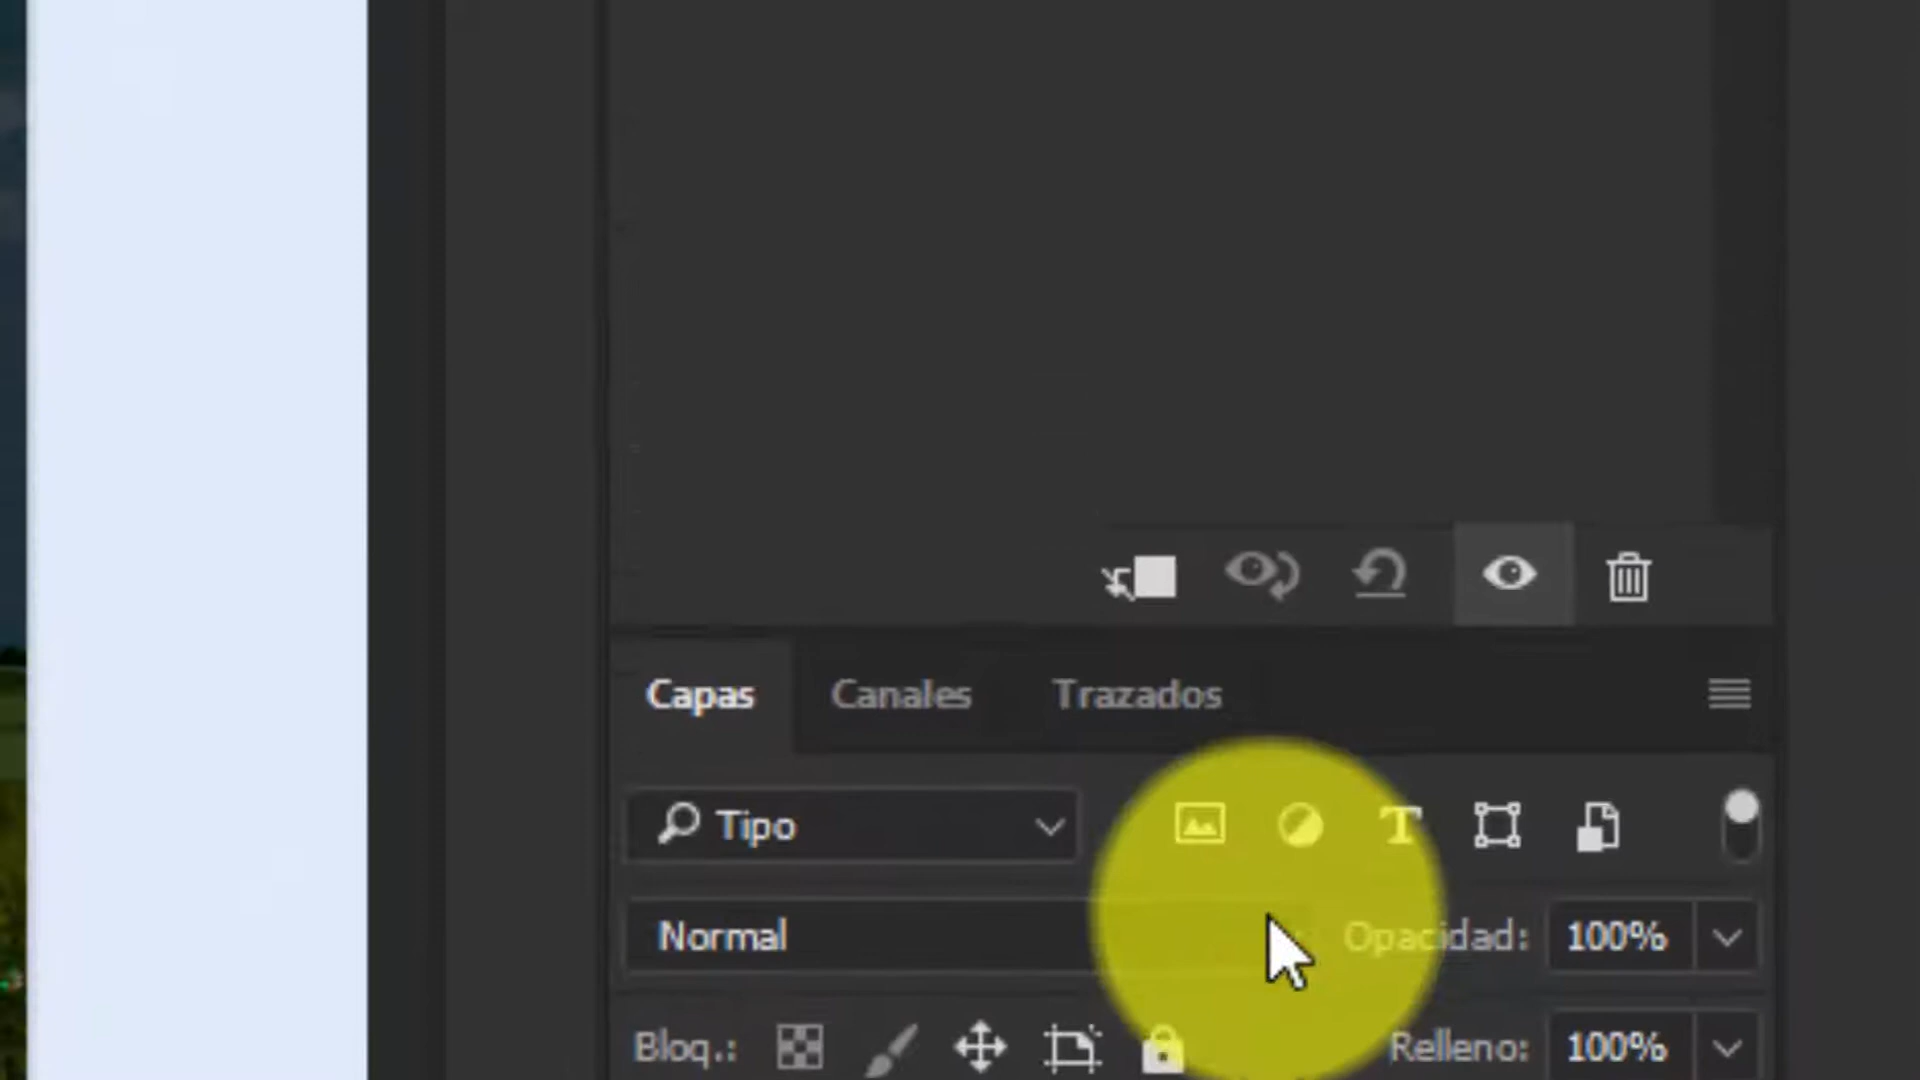 Capas Canales Trazados
Tipo
Normal Opacidad: 100%
Bloq.: Relleno: 100%